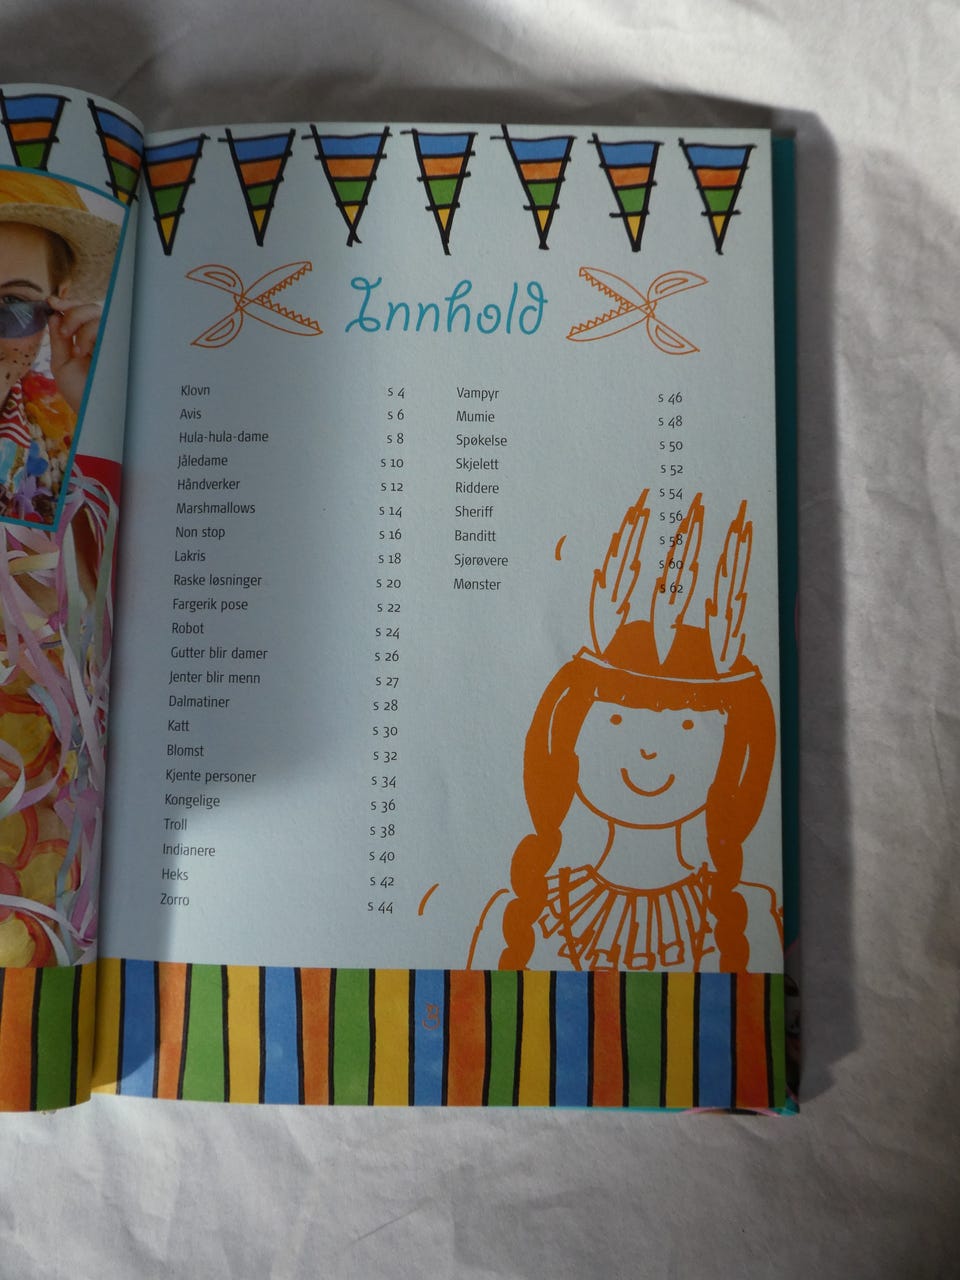 Innhold
Klovn s 4
Avis s 6
Hula-hula-dame s 8
Jåledame s 10
Håndverker s 12
Marshmallows s 14
Non stop s 16
Lakris s 18
Raske løsninger s 20
Fargerik pose s 22
Robot s 24
Gutter blir damer s 26
Jenter blir menn s 27
Dalmatiner s 28
Katt s 30
Blomst s 32
Kjente personer s 34
Kongelige s 36
Troll s 38
Indianere s 40
Heks s 42
Zorro s 44
Vampyr s 46
Mumie s 48
Spøkelse s 50
Skjelett s 52
Riddere s 54
Sheriff s 56
Banditt s 58
Sjørøvere s 60
Mønster s 62
3